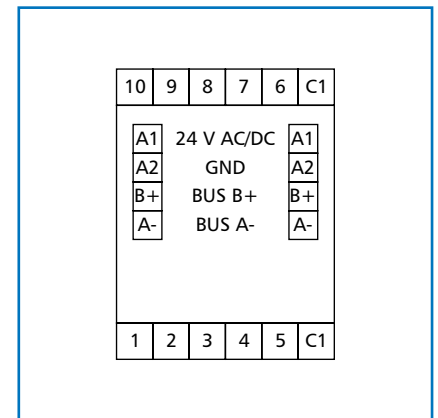 10 9 8 7 6 C1
A1 24 V AC/DC A1
A2 GND A2
B+ BUS B+ B+
A- BUS A- A-
1 2 3 4 5 C1